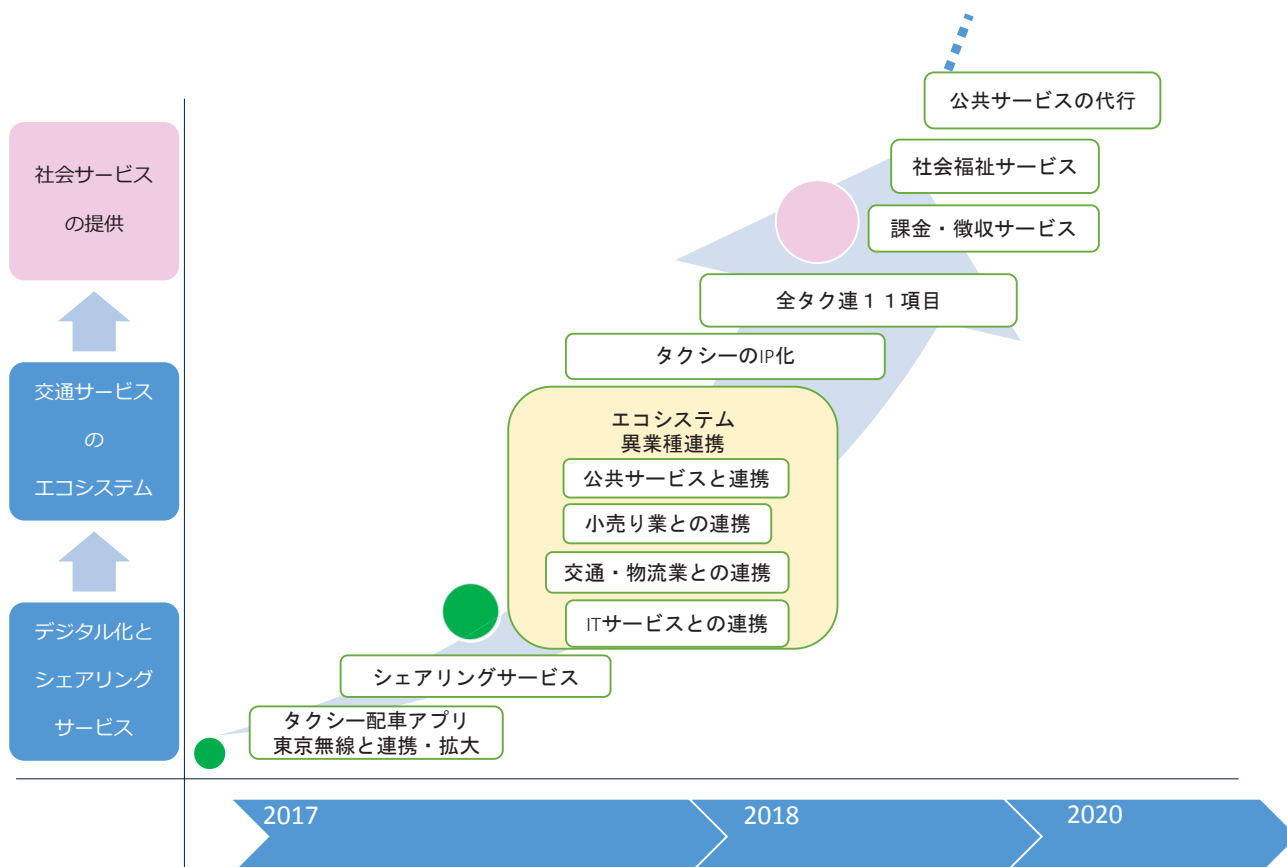 公共サービスの代行
社会サービス
の提供
社会福祉サービス
課金・徴収サービス
全タク連１１項目
タクシーのIP化
交通サービス
の
エコシステム
エコシステム
異業種連携
公共サービスと連携
小売り業との連携
交通・物流業との連携
ITサービスとの連携
デジタル化と
シェアリング
サービス
シェアリングサービス
タクシー配車アプリ
東京無線と連携・拡大
2017
2018
2020